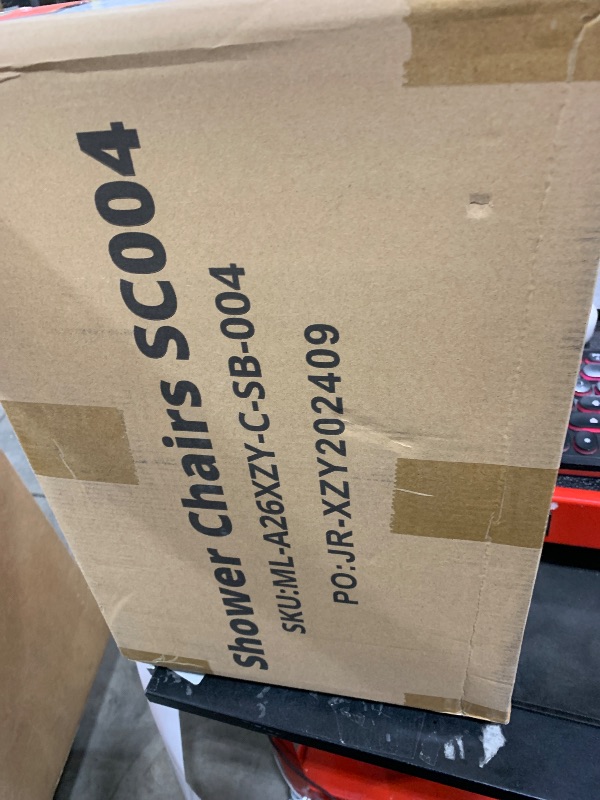 Shower Chairs SC004
SKU:ML-A26XZY-C-SB-004
PO:JR-XZY202409